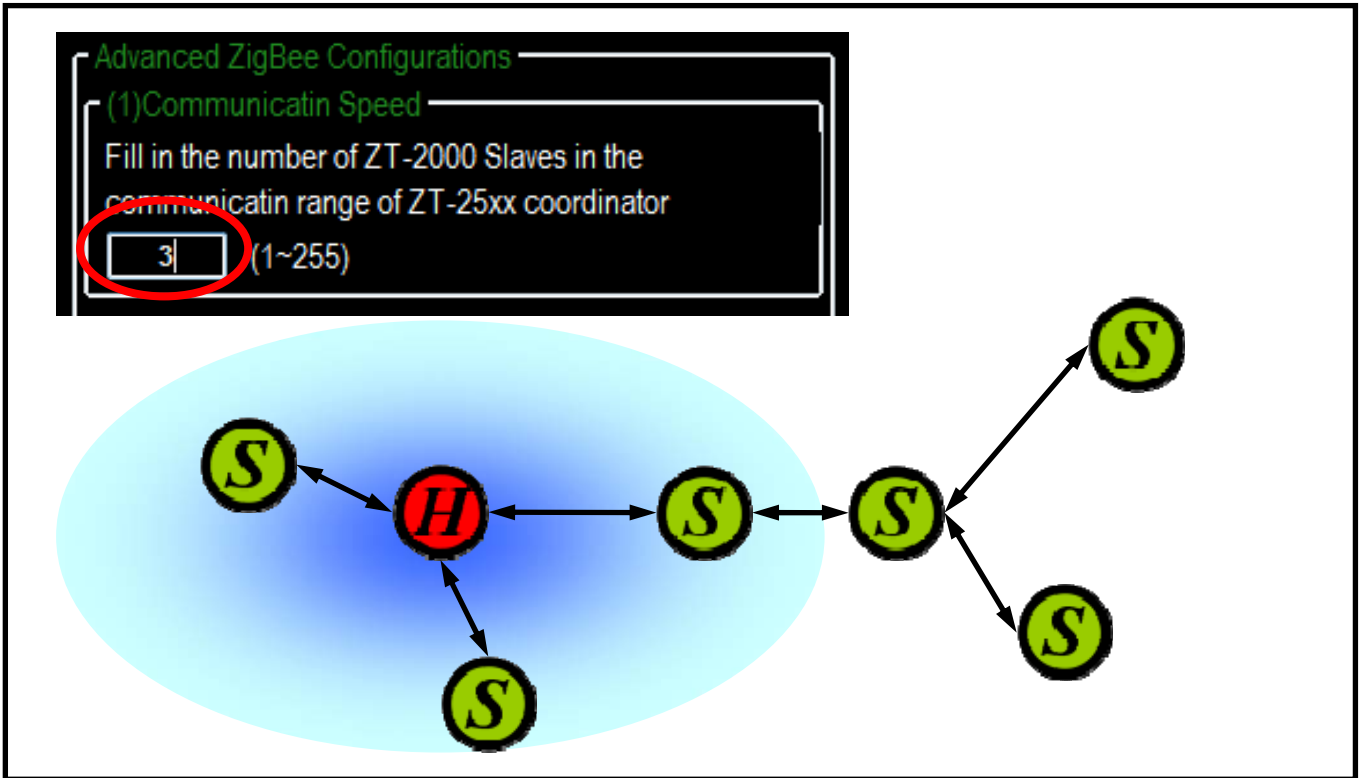 Advanced ZigBee Configurations
(1)Communicatin Speed
Fill in the number of ZT-2000 Slaves in the
communicatin range of ZT-25xx coordinator
3 (1~255)
S
S
H
S
S
S
S